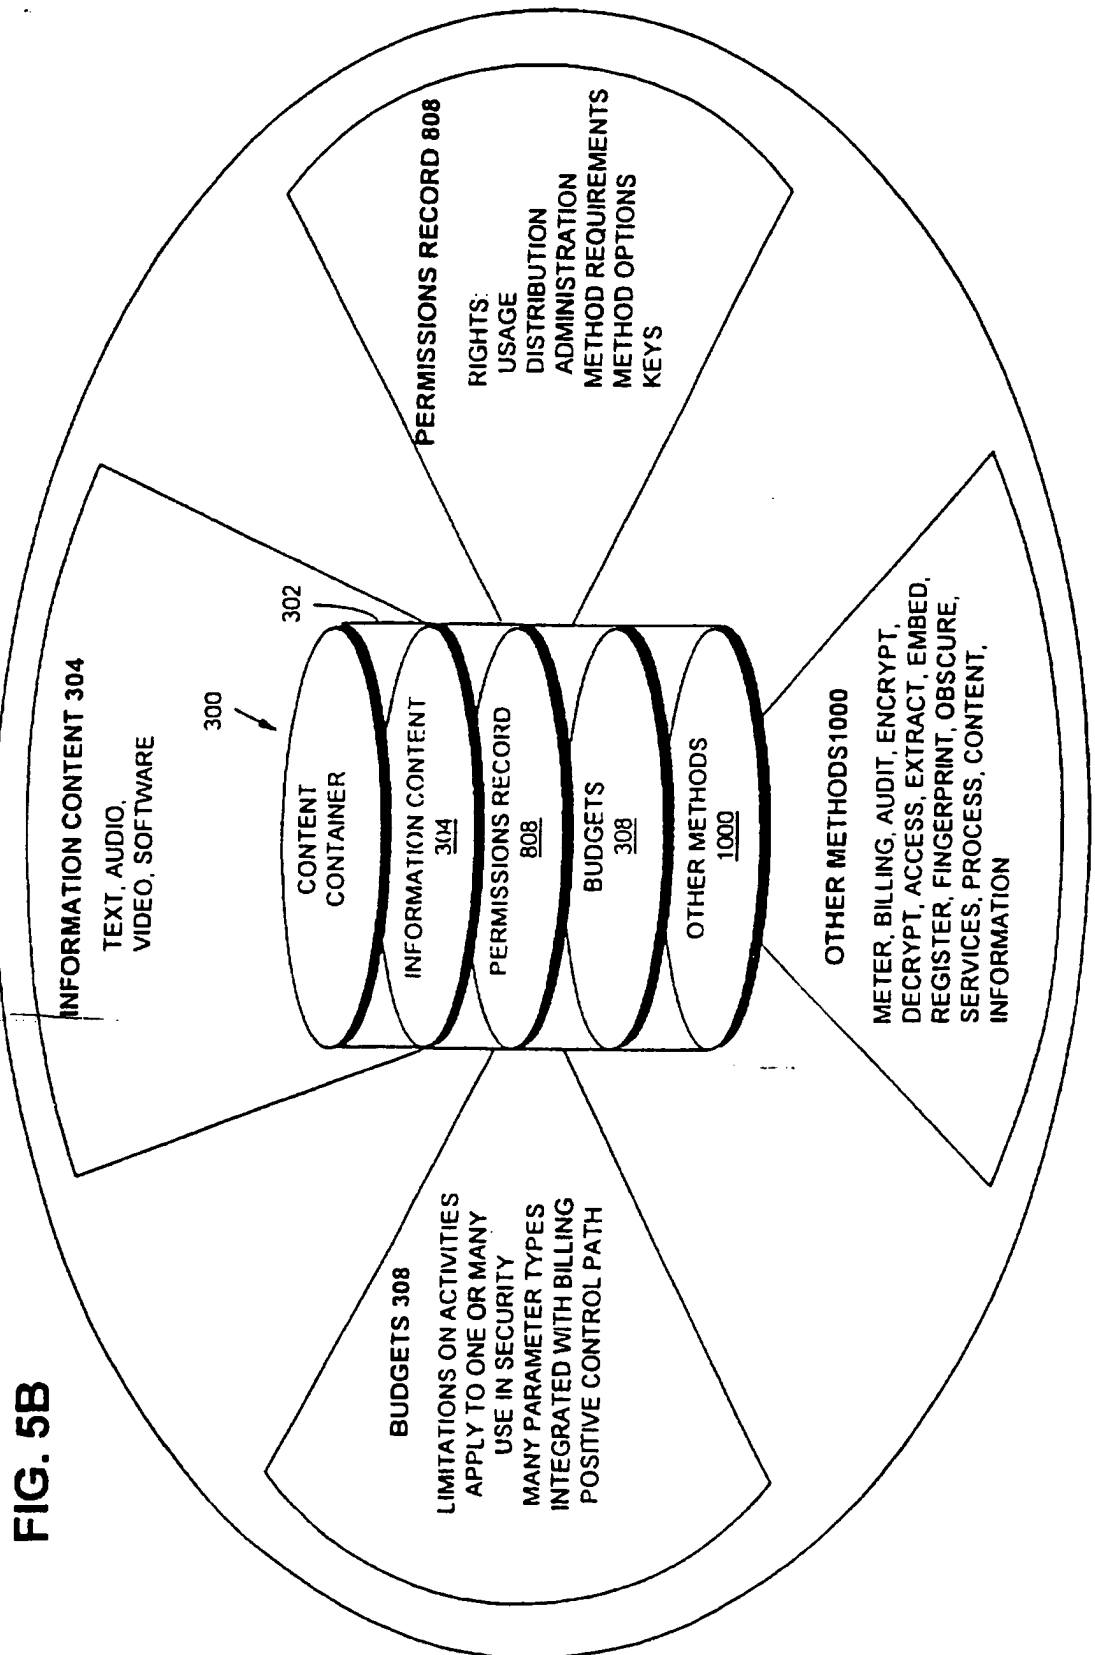 FIG. 5B
INFORMATION CONTENT 304
TEXT, AUDIO,
VIDEO, SOFTWARE
300
302
CONTENT
CONTAINER
INFORMATION CONTENT
304
PERMISSIONS RECORD
808
BUDGETS
308
OTHER METHODS
1000
BUDGETS 308
LIMITATIONS ON ACTIVITIES
APPLY TO ONE OR MANY
USE IN SECURITY
MANY PARAMETER TYPES
INTEGRATED WITH BILLING
POSITIVE CONTROL PATH
PERMISSIONS RECORD 808
RIGHTS:
USAGE
DISTRIBUTION
ADMINISTRATION
METHOD REQUIREMENTS
METHOD OPTIONS
KEYS
OTHER METHODS1000
METER, BILLING, AUDIT, ENCRYPT,
DECRYPT, ACCESS, EXTRACT, EMBED,
REGISTER, FINGERPRINT, OBSCURE,
SERVICES, PROCESS, CONTENT,
INFORMATION